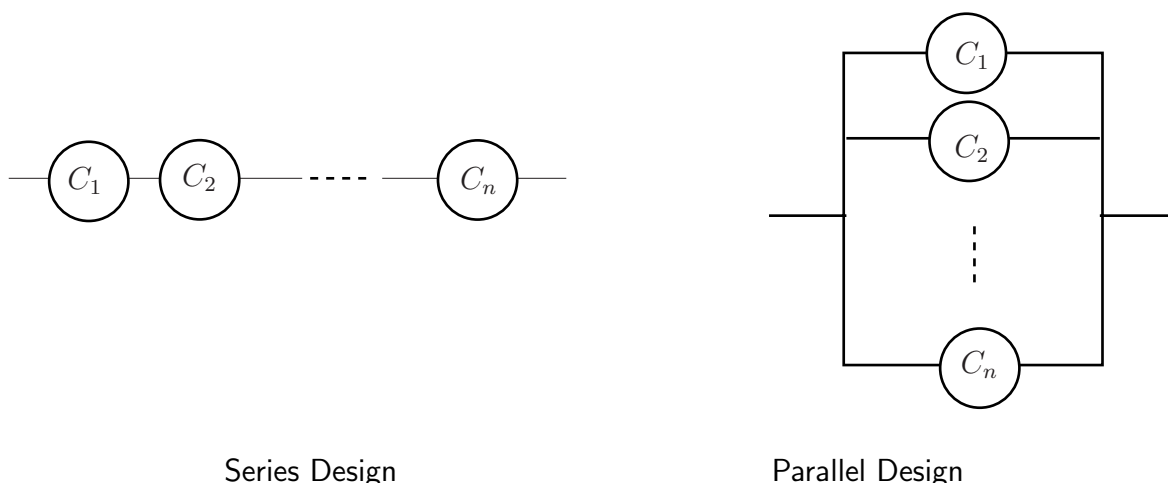 C₁
C₂
Cₙ
C₁
C₂
Cₙ
Series Design
Parallel Design